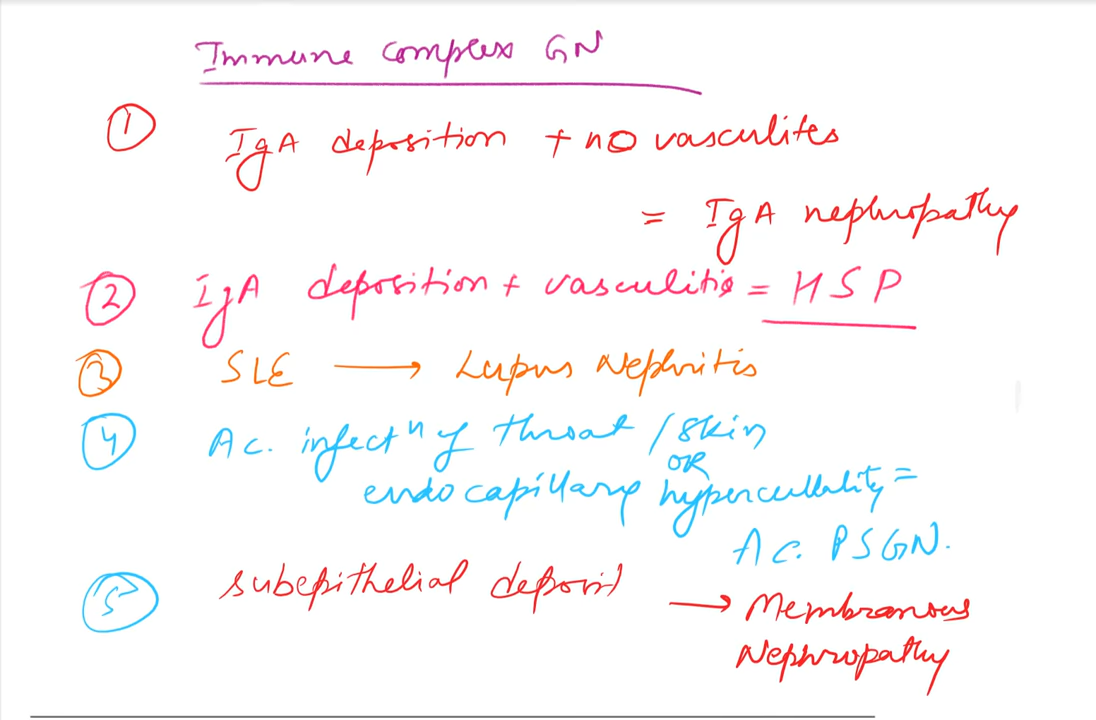 Immune complex GN
① IgA deposition + no vasculites
= IgA nephropathy
② IgA deposition + vasculitis = HSP
③ SLE → Lupus Nephritis
④ Ac. infectⁿ of throat / skin
OR
endocapillary hypercellularity =
Ac. PSGN.
⑤ subepithelial deposit
→ Membranous
Nephropathy